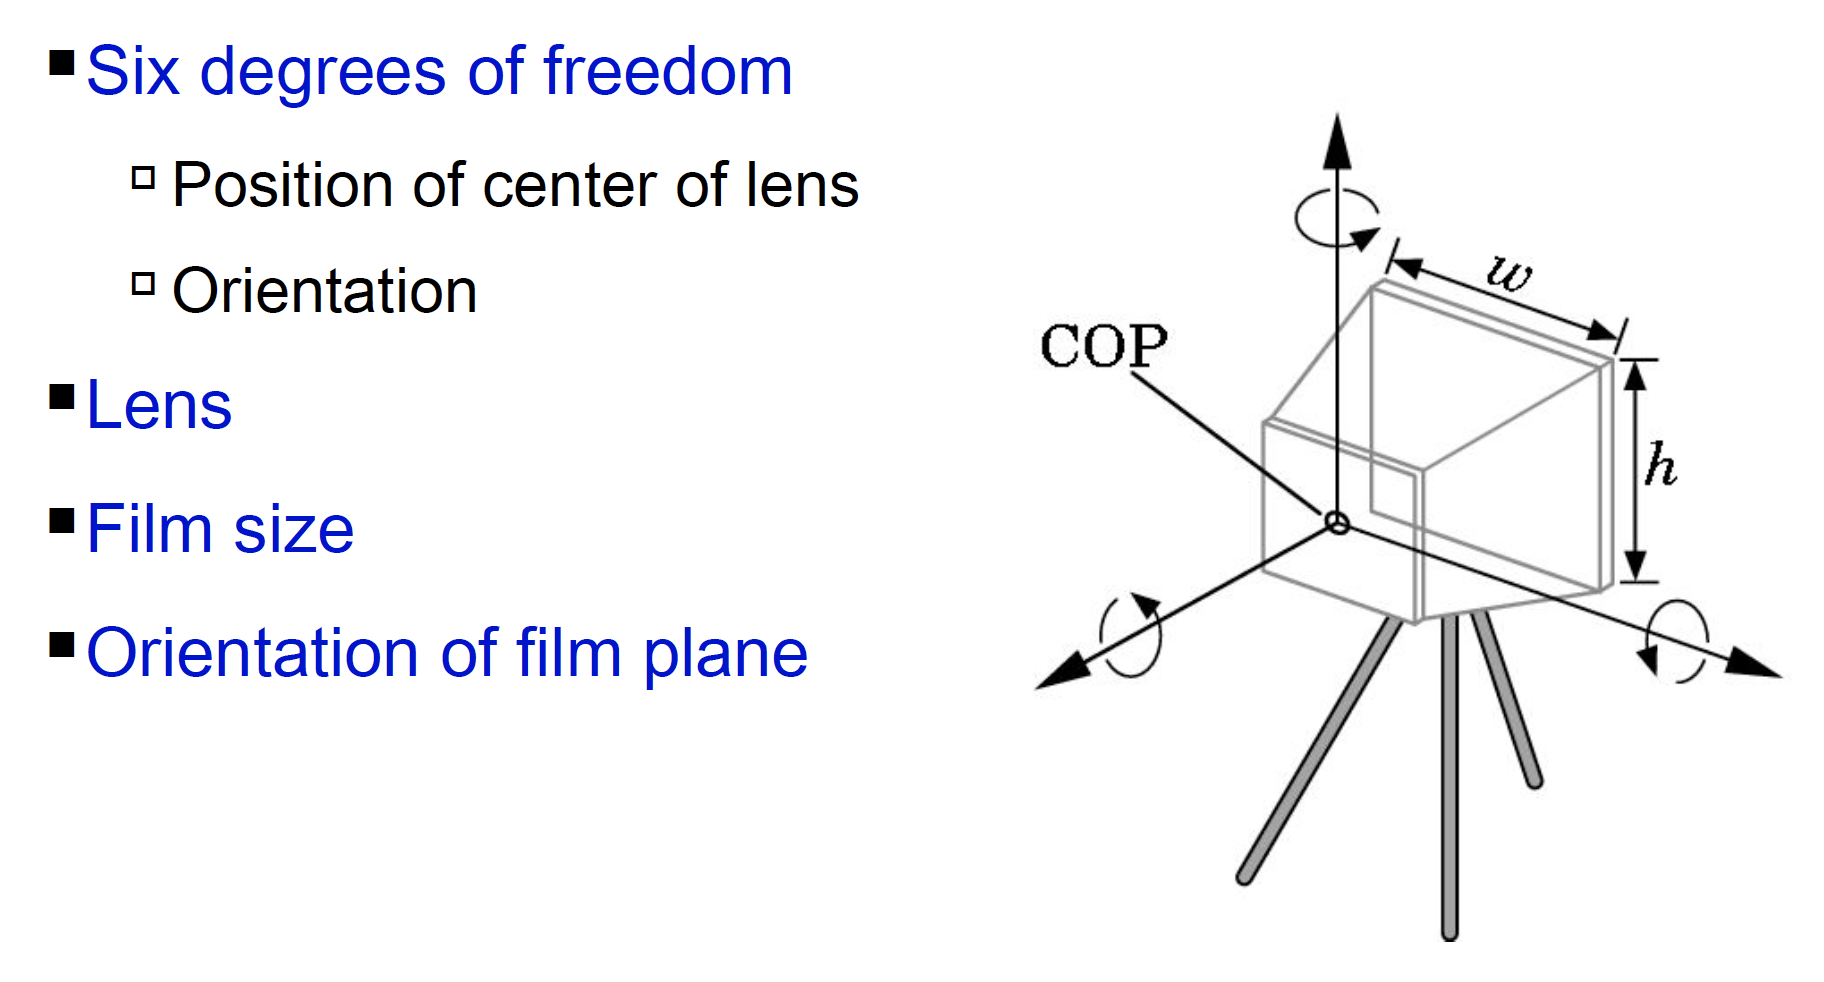 Six degrees of freedom
Position of center of lens
Orientation
Lens
Film size
Orientation of film plane
COP
w
h